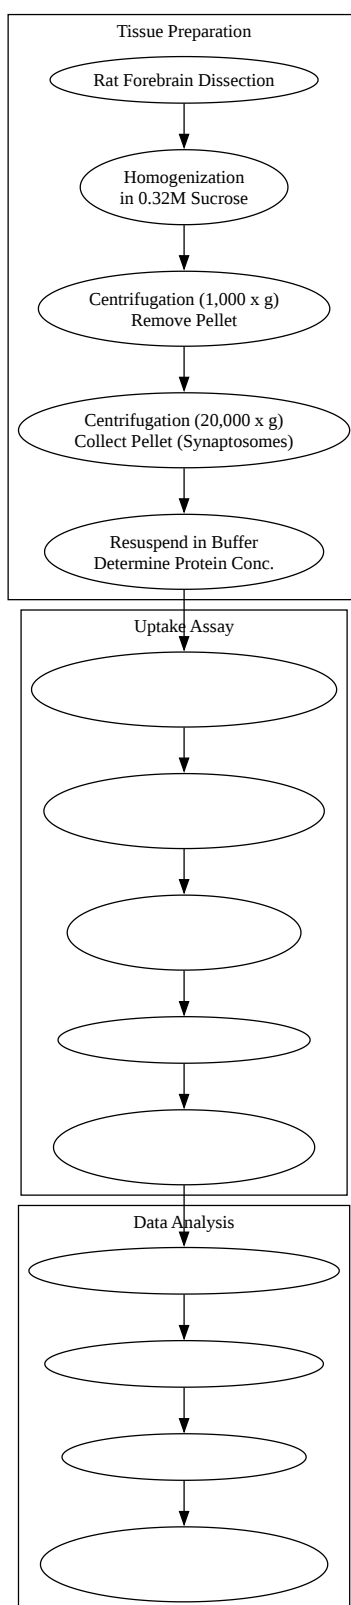 Tissue Preparation
Rat Forebrain Dissection
Homogenization
in 0.32M Sucrose
Centrifugation (1,000 x g)
Remove Pellet
Centrifugation (20,000 x g)
Collect Pellet (Synaptosomes)
Resuspend in Buffer
Determine Protein Conc.
Uptake Assay
Data Analysis